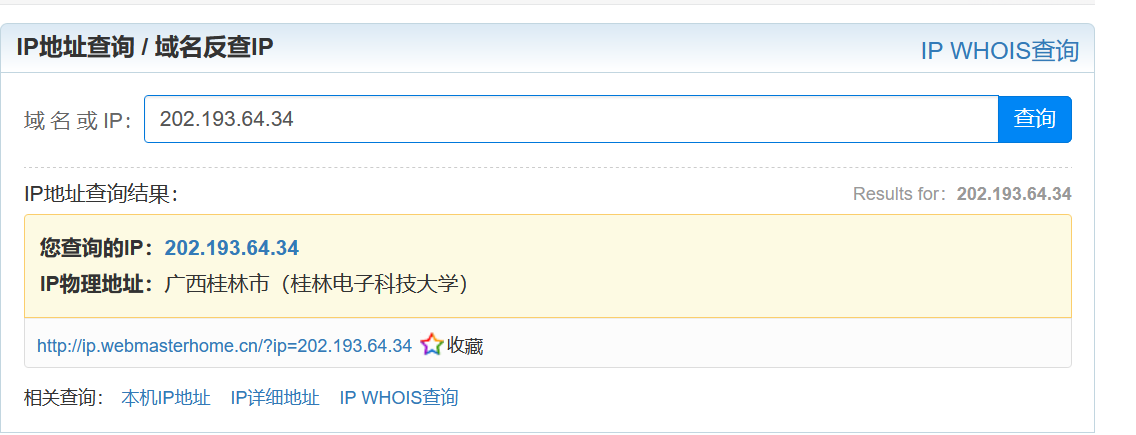 IP地址查询 / 域名反查IP
IP WHOIS查询
域 名 或 IP：
202.193.64.34
查询
IP地址查询结果：
Results for：202.193.64.34
您查询的IP：202.193.64.34
IP物理地址：广西桂林市（桂林电子科技大学）
http://ip.webmasterhome.cn/?ip=202.193.64.34 收藏
相关查询： 本机IP地址 IP详细地址 IP WHOIS查询